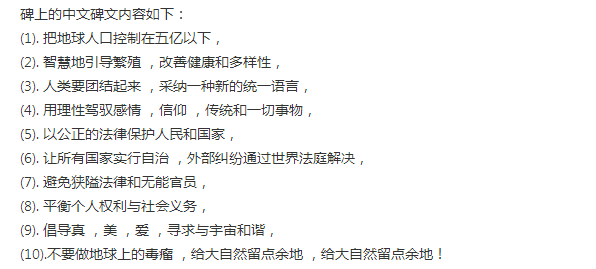 碑上的中文碑文内容如下：
(1). 把地球人口控制在五亿以下，
(2). 智慧地引导繁殖 ，改善健康和多样性，
(3). 人类要团结起来 ，采纳一种新的统一语言，
(4). 用理性驾驭感情 ，信仰 ，传统和一切事物，
(5). 以公正的法律保护人民和国家，
(6). 让所有国家实行自治 ，外部纠纷通过世界法庭解决，
(7). 避免狭隘法律和无能官员，
(8). 平衡个人权利与社会义务，
(9). 倡导真 ，美 ，爱 ，寻求与宇宙和谐，
(10).不要做地球上的毒瘤 ，给大自然留点余地 ，给大自然留点余地！